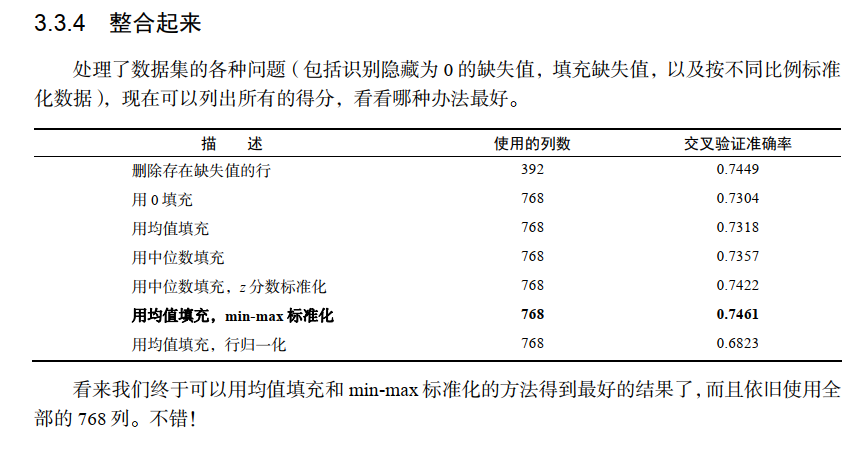 3.3.4 整合起来
处理了数据集的各种问题（包括识别隐藏为 0 的缺失值，填充缺失值，以及按不同比例标准
化数据），现在可以列出所有的得分，看看哪种办法最好。
描 述 使用的列数 交叉验证准确率
删除存在缺失值的行 392 0.7449
用 0 填充 768 0.7304
用均值填充 768 0.7318
用中位数填充 768 0.7357
用中位数填充，z 分数标准化 768 0.7422
用均值填充，min-max 标准化 768 0.7461
用均值填充，行归一化 768 0.6823
看来我们终于可以用均值填充和 min-max 标准化的方法得到最好的结果了，而且依旧使用全
部的 768 列。不错！